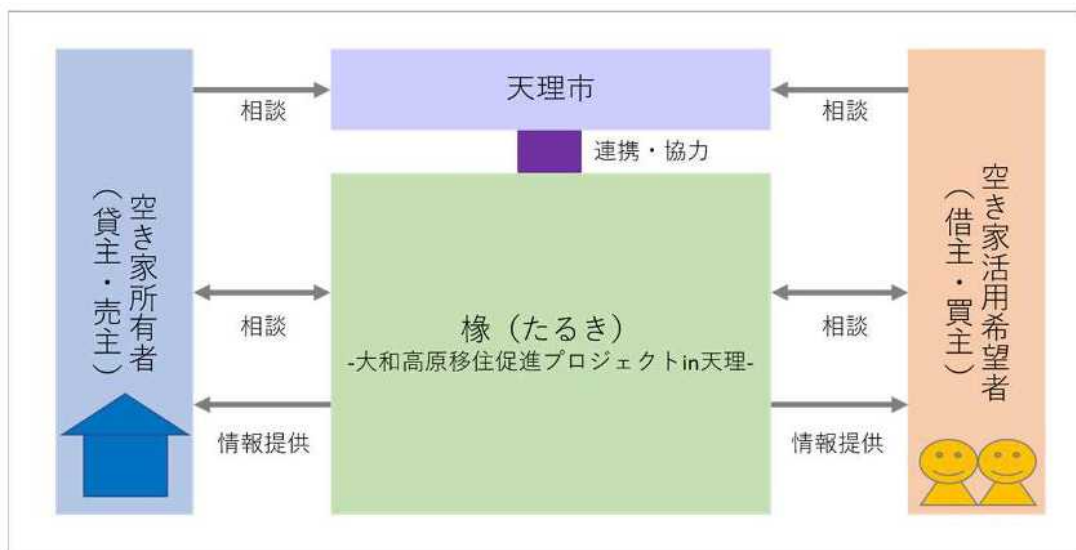 天理市
相談
相談
連携・協力
空き家所有者
（貸主・売主）
空き家活用希望者
（借主・買主）
相談
椽（たるき）
-大和高原移住促進プロジェクトin天理-
相談
情報提供
情報提供